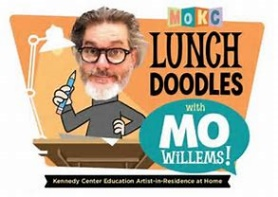 MoKC
LUNCH
DOODLES
with
MO
WILLEMS!
Kennedy Center Education Artist-in-Residence at Home